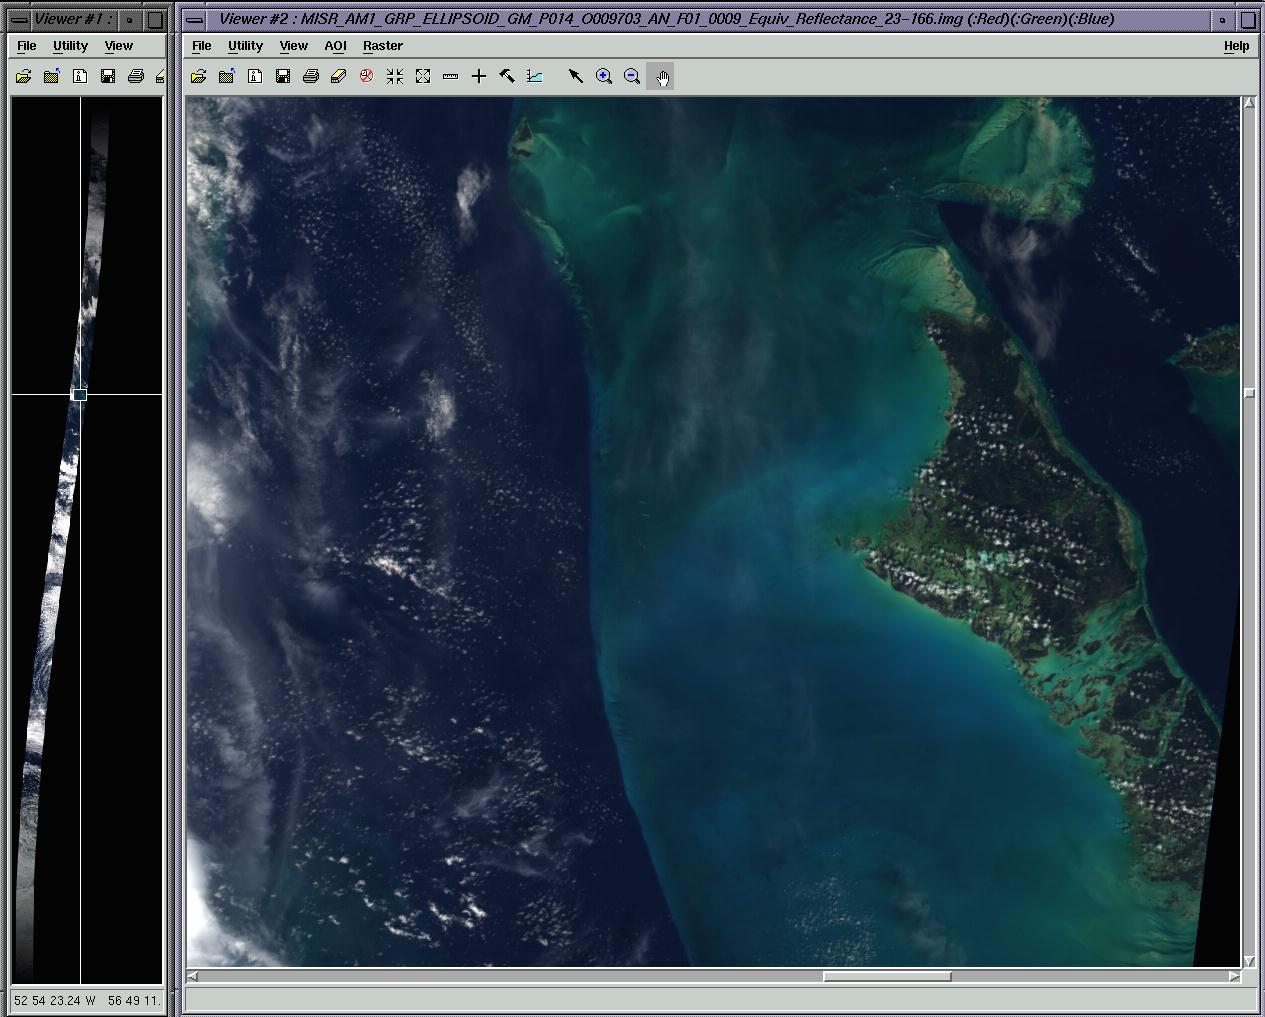 Viewer #1 :
File Utility View
52 54 23.24 W 56 49 11.
Viewer #2 : MISR_AM1_GRP_ELLIPSOID_GM_P014_O009703_AN_F01_0009_Equiv_Reflectance_23-166.img (:Red)(:Green)(:Blue)
File Utility View AOI Raster Help